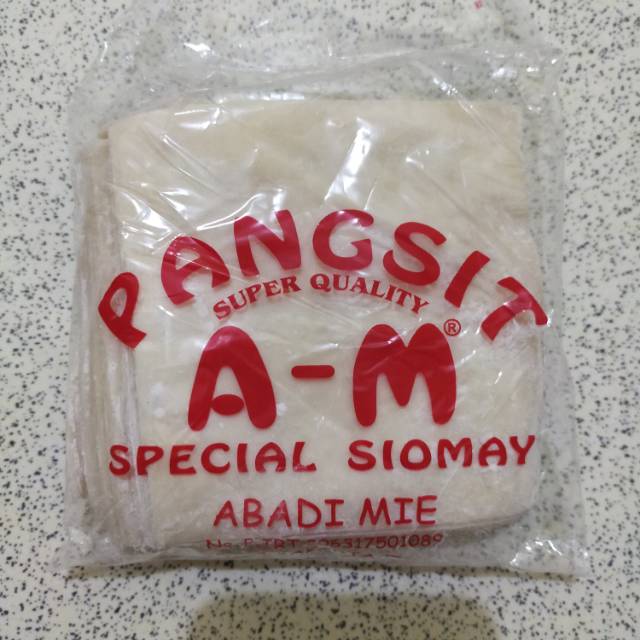 PANGSIT
SUPER QUALITY
A-M®
SPECIAL SIOMAY
ABADI MIE